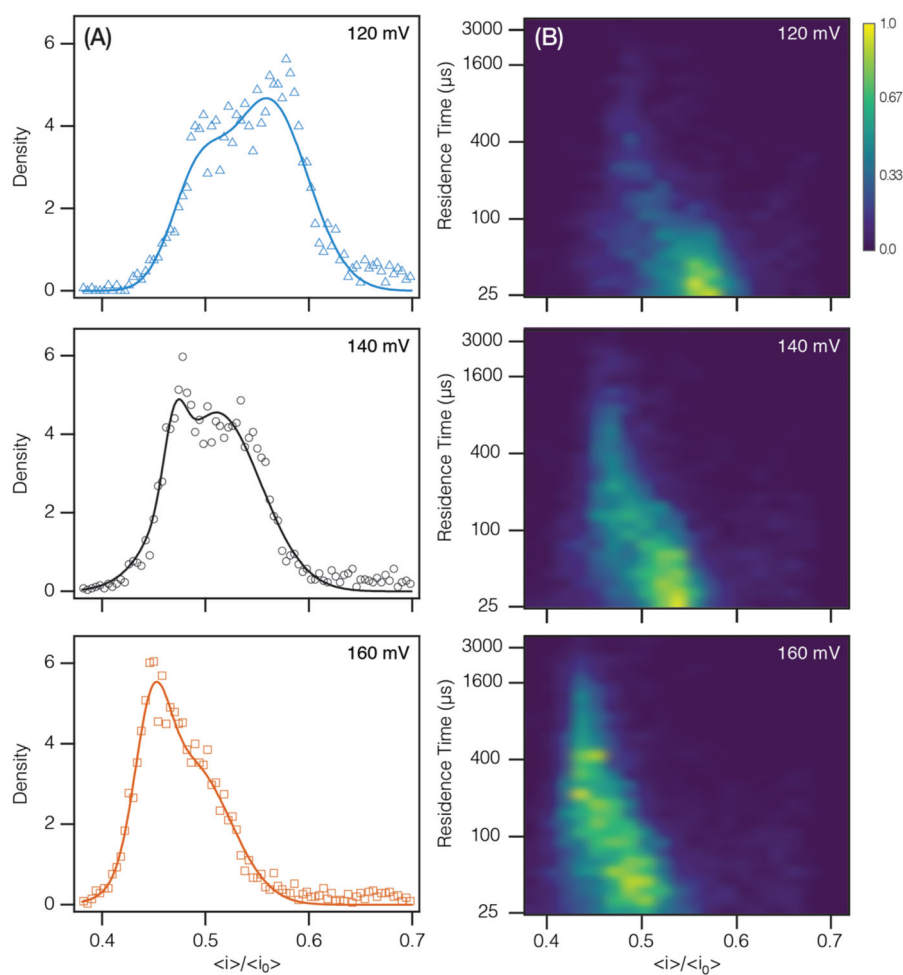 (A)
120 mV
6
4
2
0
Density
(B)
120 mV
3000
1600
400
100
25
Residence Time (µs)
1.0
0.67
0.33
0.0
140 mV
6
4
2
0
Density
140 mV
3000
1600
400
100
25
Residence Time (µs)
160 mV
6
4
2
0
Density
0.4 0.5 0.6 0.7
<i>/<i₀>
160 mV
3000
1600
400
100
25
Residence Time (µs)
0.4 0.5 0.6 0.7
<i>/<i₀>